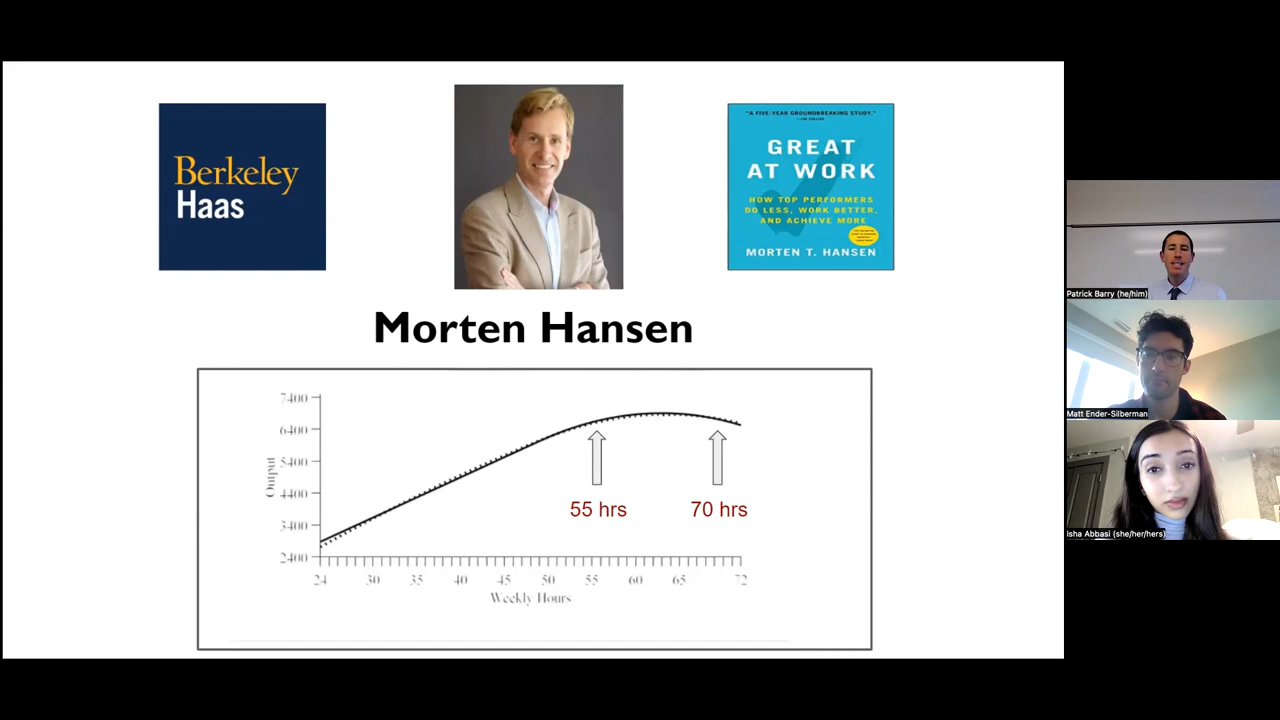 Berkeley
Haas
"A FIVE-YEAR GROUNDBREAKING STUDY."
GREAT
AT WORK
HOW TOP PERFORMERS
DO LESS, WORK BETTER,
AND ACHIEVE MORE
MORTEN T. HANSEN
Morten Hansen
7400
6400
5400
4400
3400
2400
Output
55 hrs
70 hrs
24 30 35 40 45 50 55 60 65 72
Weekly Hours
Patrick Barry (he/him)
Matt Ender-Silberman
Isha Abbasi (she/her/hers)